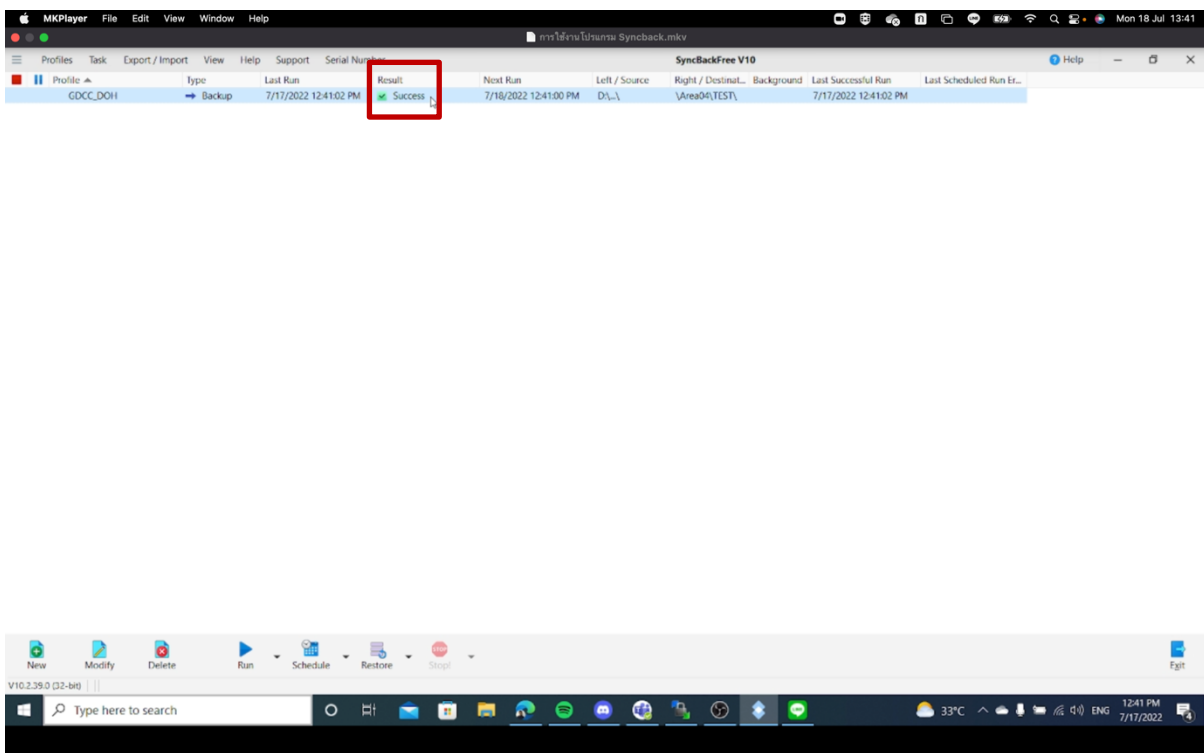 MKPlayer File Edit View Window Help Mon 18 Jul 13:41
การใช้งานโปรแกรม Syncback.mkv
Profiles Task Export / Import View Help Support Serial Number SyncBackFree V10 Help
Profile Type Last Run Result Next Run Left / Source Right / Destinat... Background Last Successful Run Last Scheduled Run Er...
GDCC_DOH Backup 7/17/2022 12:41:02 PM Success 7/18/2022 12:41:00 PM D:\...\ \Area04\TEST\ 7/17/2022 12:41:02 PM
New Modify Delete Run Schedule Restore Stop! Exit
V10.2.39.0 (32-bit)
Type here to search 33°C ENG 12:41 PM
7/17/2022 4